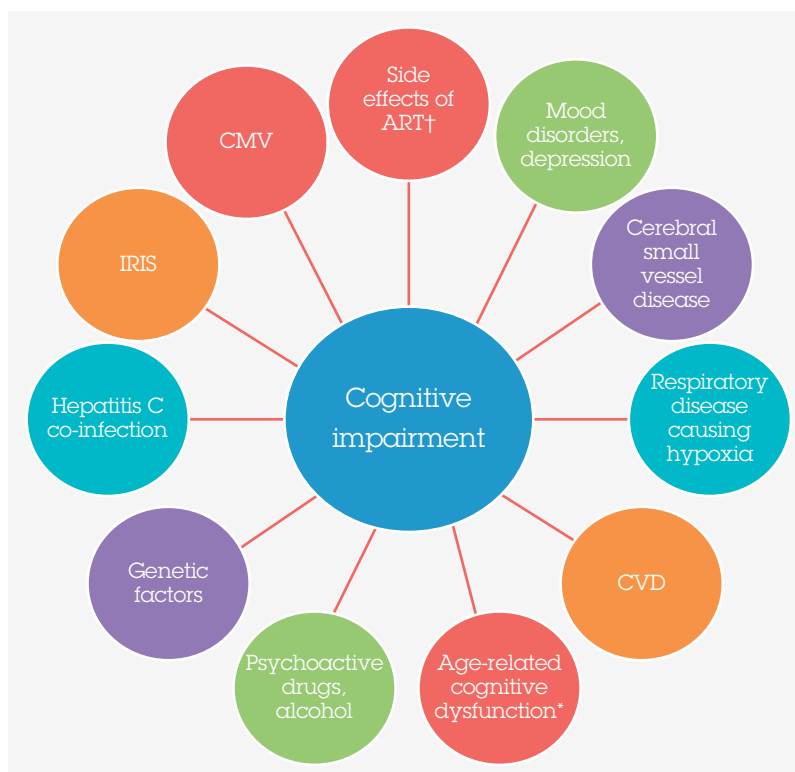 Side
effects of
ART†
Mood
disorders,
depression
Cerebral
small
vessel
disease
Respiratory
disease
causing
hypoxia
CVD
Age-related
cognitive
dysfunction*
Psychoactive
drugs,
alcohol
Genetic
factors
Hepatitis C
co-infection
IRIS
CMV
Cognitive
impairment